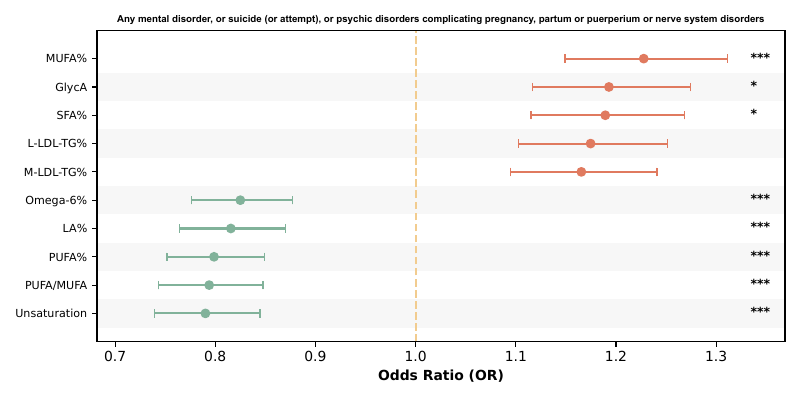 Any mental disorder, or suicide (or attempt), or psychic disorders complicating pregnancy, partum or puerperium or nerve system disorders
MUFA% ***
GlycA *
SFA% *
L-LDL-TG%
M-LDL-TG%
Omega-6% ***
LA% ***
PUFA% ***
PUFA/MUFA ***
Unsaturation ***
0.7 0.8 0.9 1.0 1.1 1.2 1.3
Odds Ratio (OR)